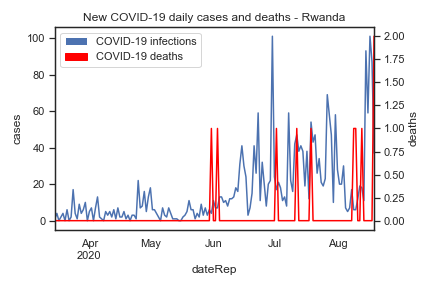 New COVID-19 daily cases and deaths - Rwanda
COVID-19 infections
COVID-19 deaths
100
80
60
40
20
0
cases
2.00
1.75
1.50
1.25
1.00
0.75
0.50
0.25
0.00
deaths
Apr
2020
May
Jun
Jul
Aug
dateRep